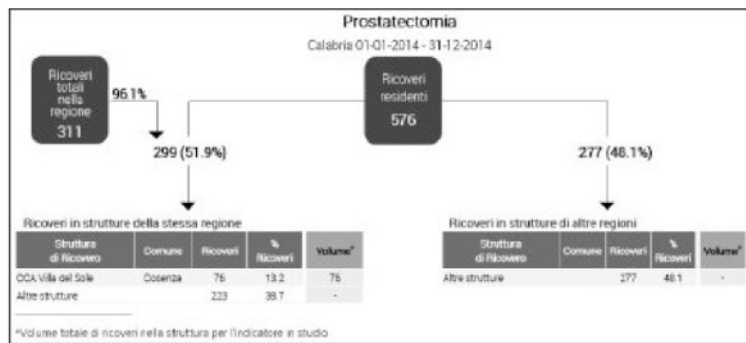 Prostatectomia
Calabria 01-01-2014 - 31-12-2014
Ricoveri totali nella regione 311
96.1%
Ricoveri residenti 576
299 (51.9%)
277 (48.1%)
Ricoveri in strutture della stessa regione
Struttura di Ricovero Comune Ricoveri % Ricoveri Volume*
CCA Villa del Sole Cosenza 76 13.2 76
Altre strutture 223 38.7 -
Ricoveri in strutture di altre regioni
Struttura di Ricovero Comune Ricoveri % Ricoveri Volume*
Altre strutture 277 48.1 -
*Volume totale di ricoveri nella struttura per l'indicatore in studio